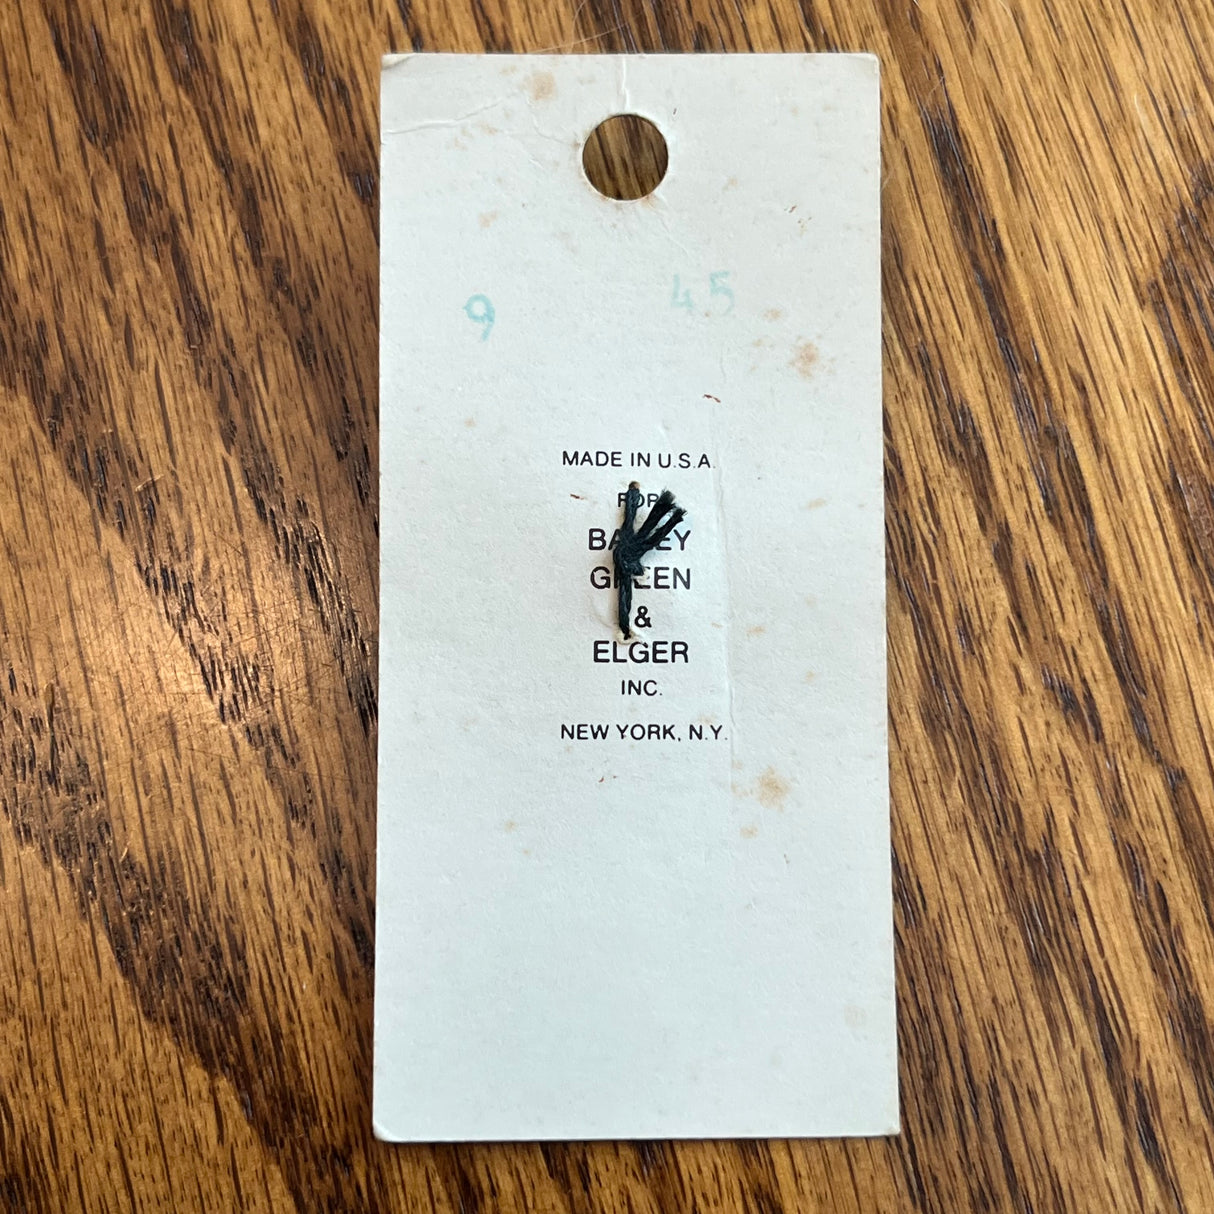 9 45
MADE IN U.S.A.
FOR
BAILEY
GREEN
&
ELGER
INC.
NEW YORK, N.Y.